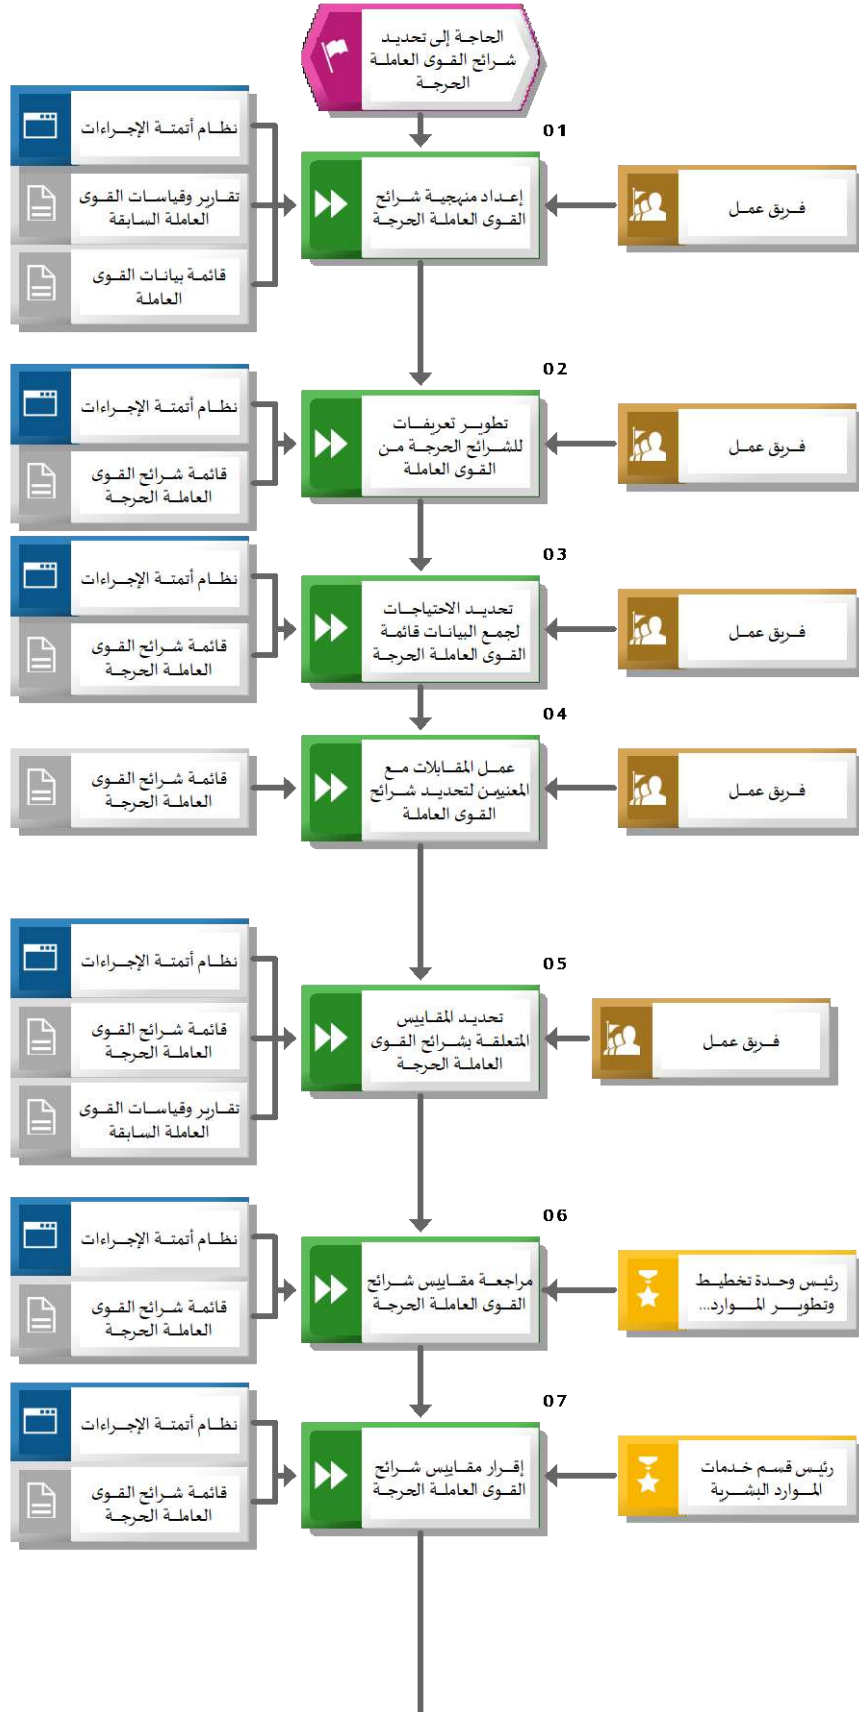 الحاجة إلى تحديد
شرائح القوى العاملة
الحرجة
01
نظام أتمتة الإجراءات
تقارير وقياسات القوى
العاملة السابقة
قائمة بيانات القوى
العاملة
إعداد منهجية شرائح
القوى العاملة الحرجة
فريق عمل
02
نظام أتمتة الإجراءات
قائمة شرائح القوى
العاملة الحرجة
تطوير تعريفات
للشرائح الحرجة من
القوى العاملة
فريق عمل
03
نظام أتمتة الإجراءات
قائمة شرائح القوى
العاملة الحرجة
تحديد الاحتياجات
لجمع البيانات قائمة
القوى العاملة الحرجة
فريق عمل
04
قائمة شرائح القوى
العاملة الحرجة
عمل المقابلات مع
المعنيين لتحديد شرائح
القوى العاملة
فريق عمل
05
نظام أتمتة الإجراءات
قائمة شرائح القوى
العاملة الحرجة
تقارير وقياسات القوى
العاملة السابقة
تحديد المقاييس
المتعلقة بشرائح القوى
العاملة الحرجة
فريق عمل
06
نظام أتمتة الإجراءات
قائمة شرائح القوى
العاملة الحرجة
مراجعة مقاييس شرائح
القوى العاملة الحرجة
رئيس وحدة تخطيط
وتطوير الموارد...
07
نظام أتمتة الإجراءات
قائمة شرائح القوى
العاملة الحرجة
إقرار مقاييس شرائح
القوى العاملة الحرجة
رئيس قسم خدمات
الموارد البشرية